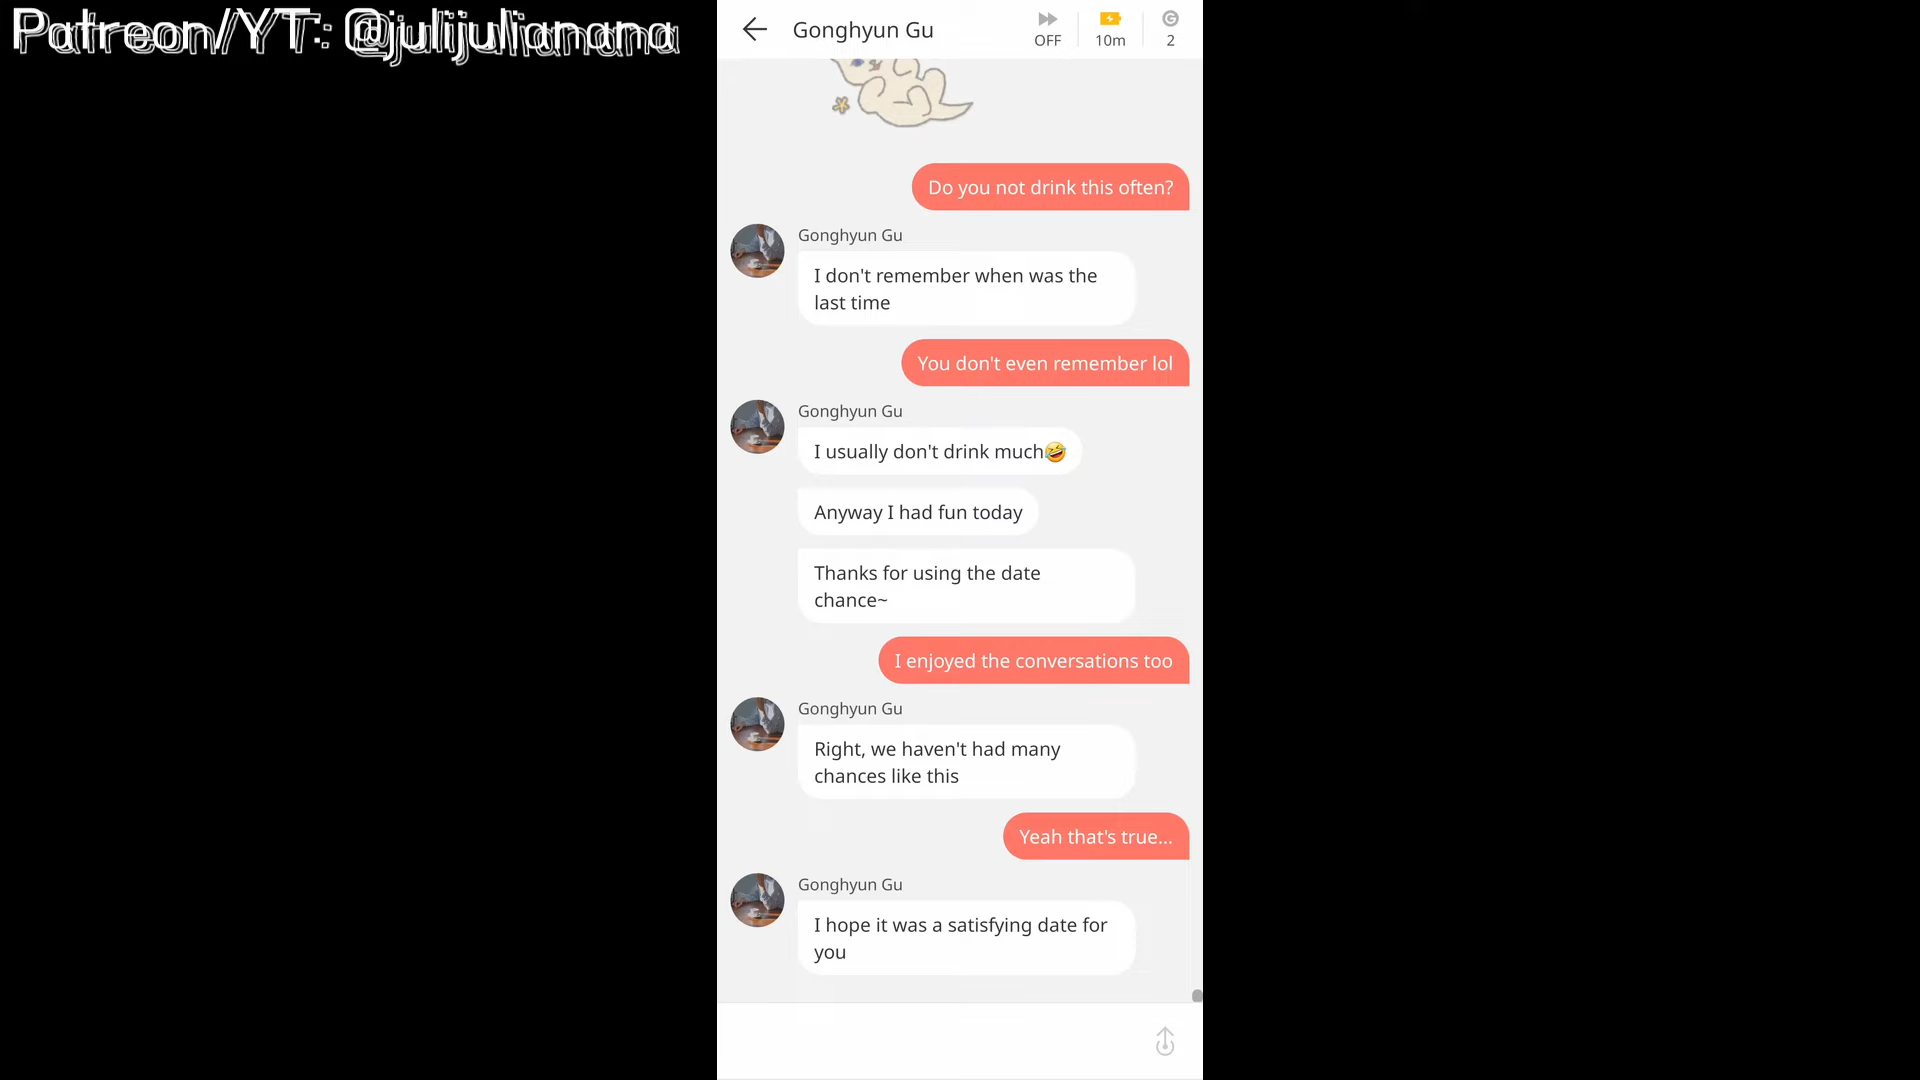 Patreon/YT: @julijulianana
Gonghyun Gu
OFF
10m
2
Do you not drink this often?
Gonghyun Gu
I don't remember when was the
last time
You don't even remember lol
Gonghyun Gu
I usually don't drink much🤣
Anyway I had fun today
Thanks for using the date
chance~
I enjoyed the conversations too
Gonghyun Gu
Right, we haven't had many
chances like this
Yeah that's true...
Gonghyun Gu
I hope it was a satisfying date for
you